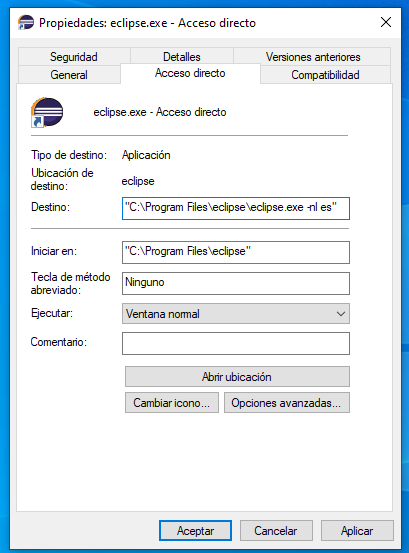 Propiedades: eclipse.exe - Acceso directo
Seguridad Detalles Versiones anteriores
General Acceso directo Compatibilidad
eclipse.exe - Acceso directo
Tipo de destino: Aplicación
Ubicación de destino: eclipse
Destino: "C:\Program Files\eclipse\eclipse.exe -nl es"
Iniciar en: "C:\Program Files\eclipse"
Tecla de método abreviado: Ninguno
Ejecutar: Ventana normal
Comentario:
Abrir ubicación
Cambiar icono... Opciones avanzadas...
Aceptar Cancelar Aplicar